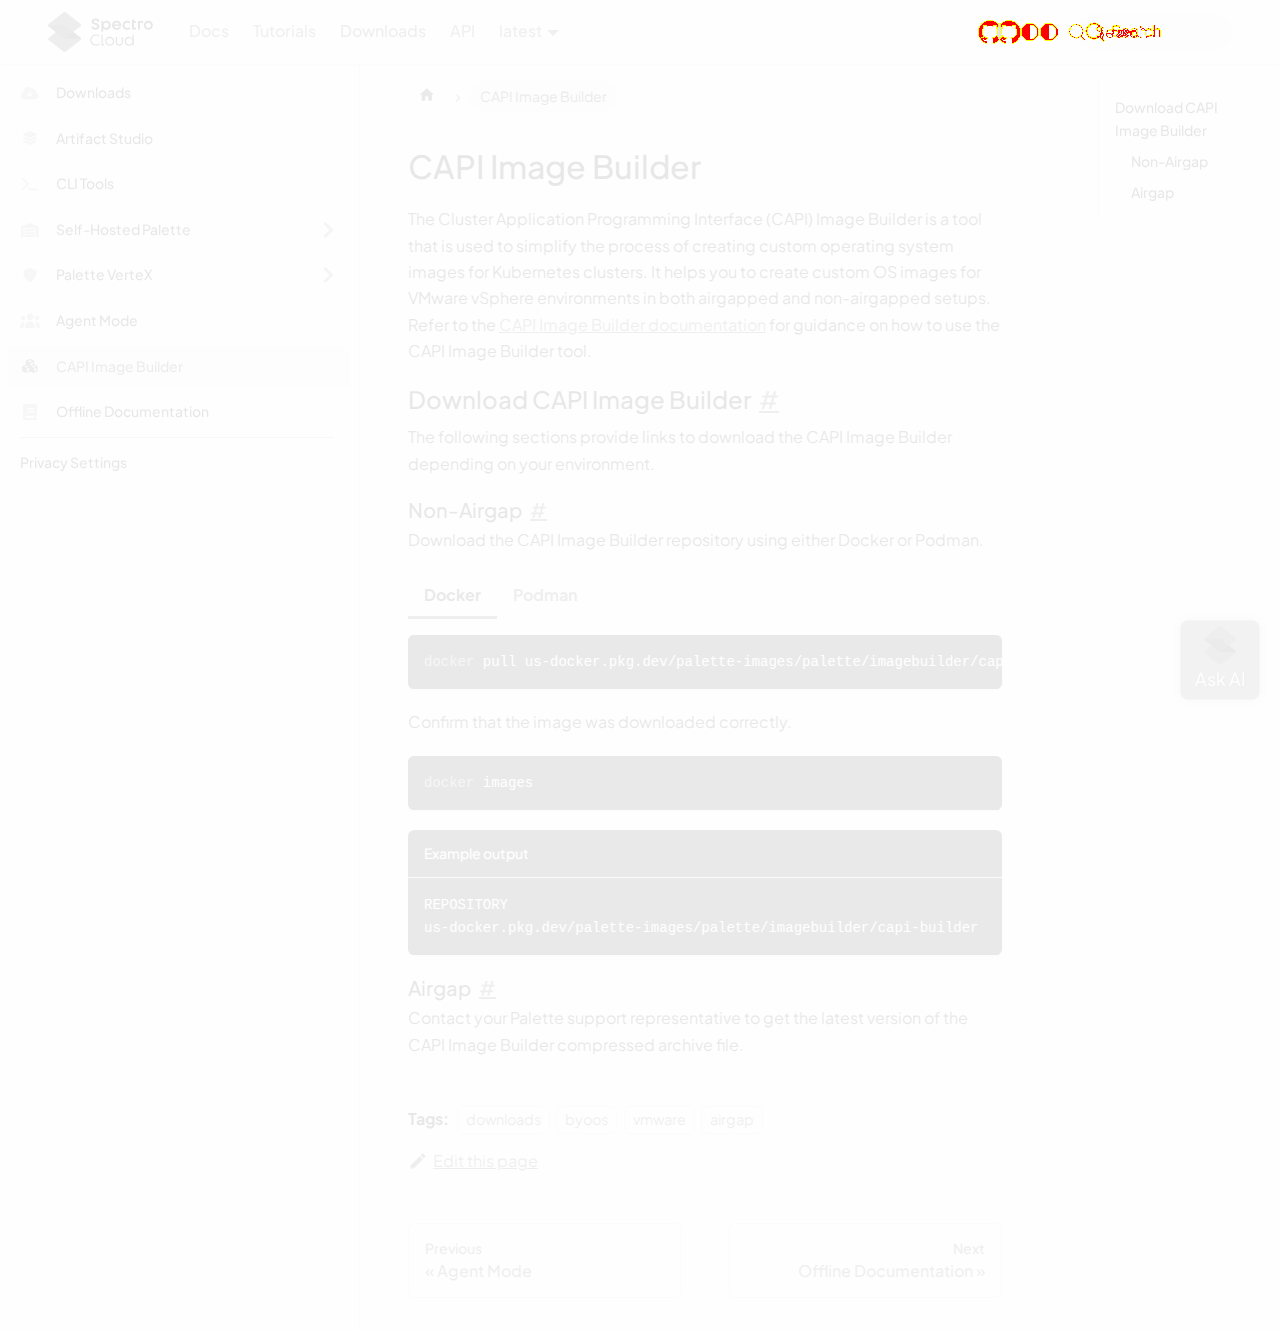 Spectro
Cloud
Docs
Tutorials
Downloads
API
latest
Downloads
Artifact Studio
CLI Tools
Self-Hosted Palette
Palette VerteX
Agent Mode
CAPI Image Builder
Offline Documentation
Privacy Settings
CAPI Image Builder
CAPI Image Builder
The Cluster Application Programming Interface (CAPI) Image Builder is a tool
that is used to simplify the process of creating custom operating system
images for Kubernetes clusters. It helps you to create custom OS images for
VMware vSphere environments in both airgapped and non-airgapped setups.
Refer to the CAPI Image Builder documentation for guidance on how to use the
CAPI Image Builder tool.
Download CAPI Image Builder #
The following sections provide links to download the CAPI Image Builder
depending on your environment.
Non-Airgap #
Download the CAPI Image Builder repository using either Docker or Podman.
Docker
Podman
docker pull us-docker.pkg.dev/palette-images/palette/imagebuilder/cap
Confirm that the image was downloaded correctly.
docker images
Example output
REPOSITORY
us-docker.pkg.dev/palette-images/palette/imagebuilder/capi-builder
Airgap #
Contact your Palette support representative to get the latest version of the
CAPI Image Builder compressed archive file.
Tags: downloads byoos vmware airgap
Edit this page
Previous
« Agent Mode
Next
Offline Documentation »
Download CAPI
Image Builder
Non-Airgap
Airgap
Ask AI